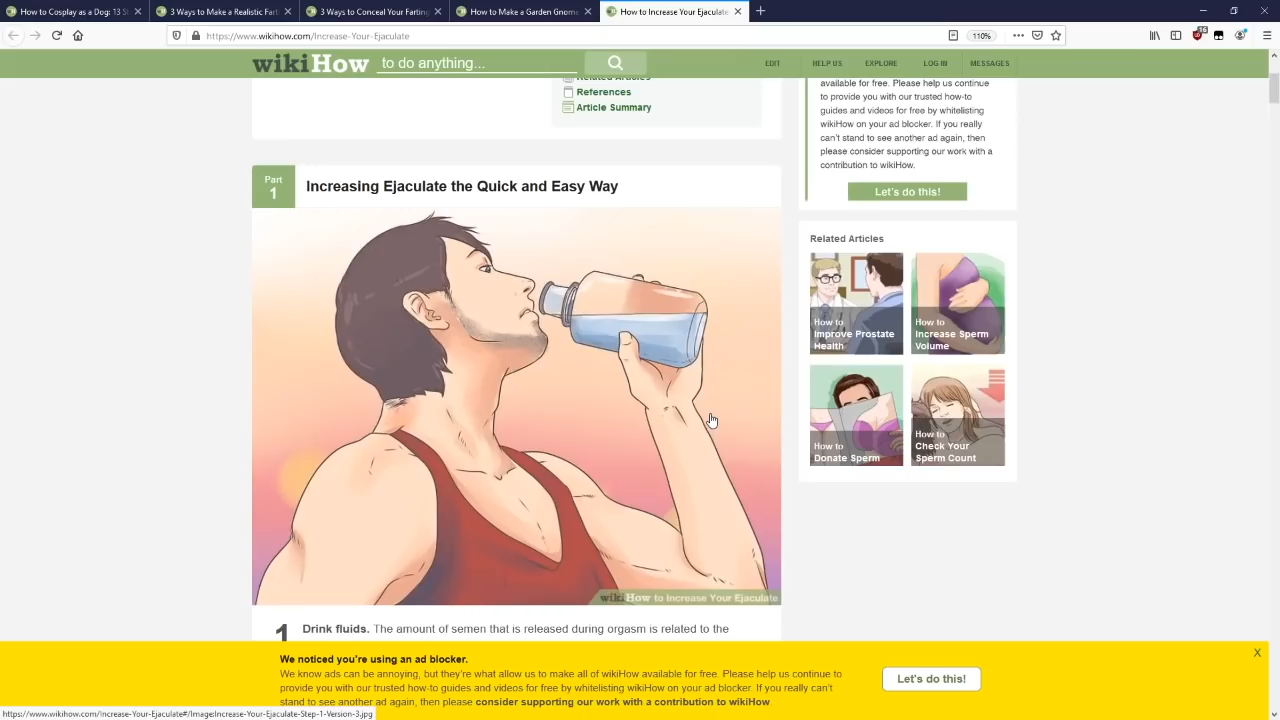 How to Cosplay as a Dog: 13 S
3 Ways to Make a Realistic Fart
3 Ways to Conceal Your Farting
How to Make a Garden Gnome
How to Increase Your Ejaculate
https://www.wikihow.com/Increase-Your-Ejaculate
110%
wikiHow to do anything...
EDIT
HELP US
EXPLORE
LOG IN
MESSAGES
Related Articles
References
Article Summary
available for free. Please help us continue
to provide you with our trusted how-to
guides and videos for free by whitelisting
wikiHow on your ad blocker. If you really
can't stand to see another ad again, then
please consider supporting our work with a
contribution to wikiHow.
Let's do this!
Part
1
Increasing Ejaculate the Quick and Easy Way
Related Articles
How to
Improve Prostate
Health
How to
Increase Sperm
Volume
How to
Donate Sperm
How to
Check Your
Sperm Count
wikiHow to Increase Your Ejaculate
1 Drink fluids. The amount of semen that is released during orgasm is related to the
We noticed you're using an ad blocker.
X
We know ads can be annoying, but they're what allow us to make all of wikiHow available for free. Please help us continue to
provide you with our trusted how-to guides and videos for free by whitelisting wikiHow on your ad blocker. If you really can't
stand to see another ad again, then please consider supporting our work with a contribution to wikiHow.
Let's do this!
https://www.wikihow.com/Increase-Your-Ejaculate#/Image:Increase-Your-Ejaculate-Step-1-Version-3.jpg